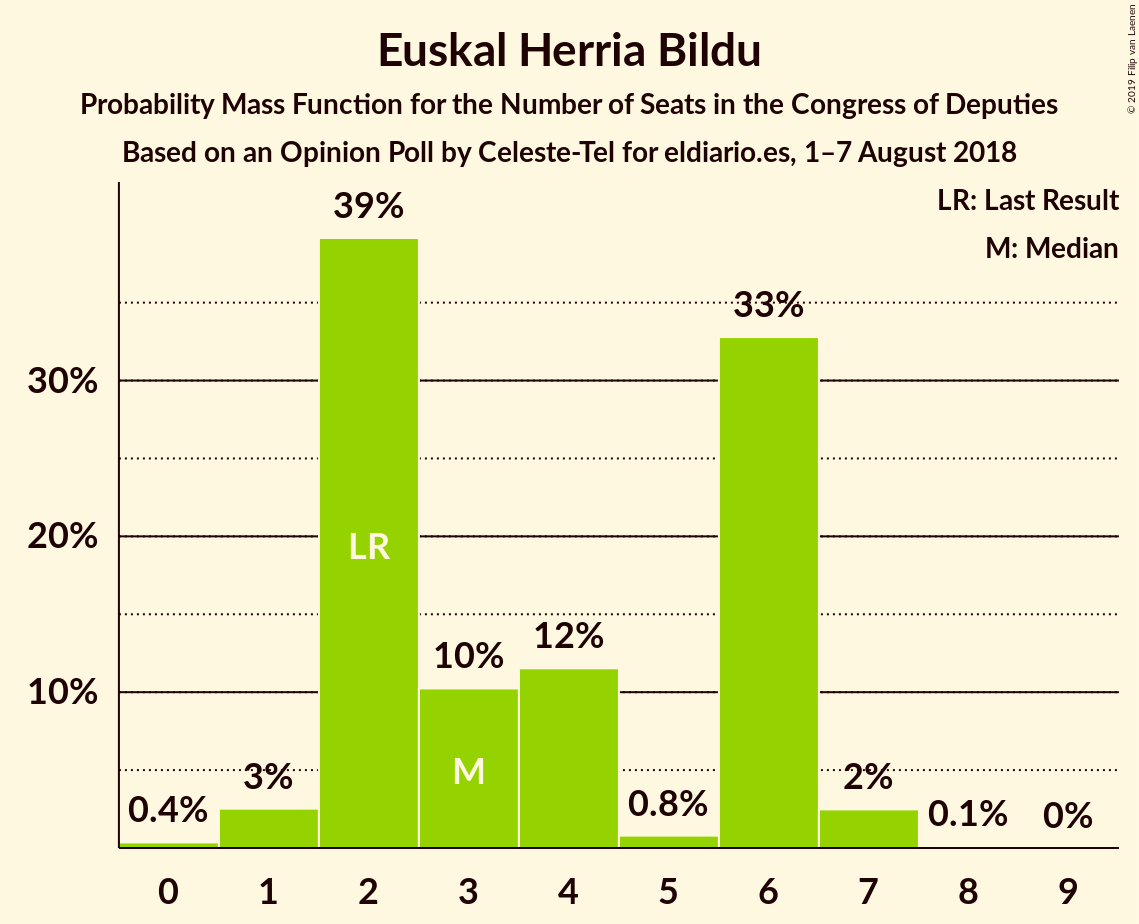 Euskal Herria Bildu
Probability Mass Function for the Number of Seats in the Congress of Deputies
Based on an Opinion Poll by Celeste-Tel for eldiario.es, 1–7 August 2018
© 2019 Filip van Laenen
LR: Last Result
M: Median
39%
33%
30%
20%
LR
12%
10%
10%
M
3%
2%
0.4%
0.8%
0.1%
0%
0 1 2 3 4 5 6 7 8 9